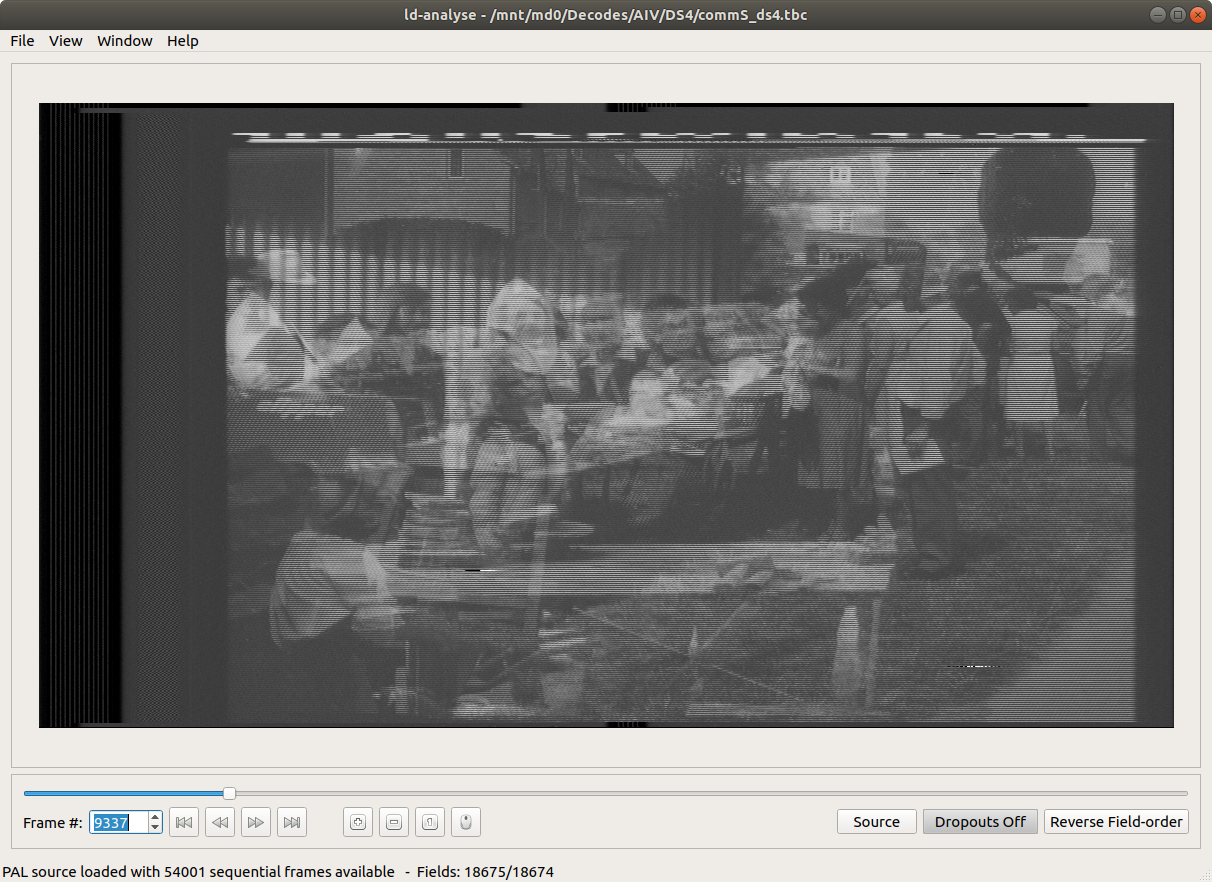 ld-analyse - /mnt/md0/Decodes/AIV/DS4/commS_ds4.tbc
File View Window Help
Frame #: 9337 Source Dropouts Off Reverse Field-order
PAL source loaded with 54001 sequential frames available - Fields: 18675/18674